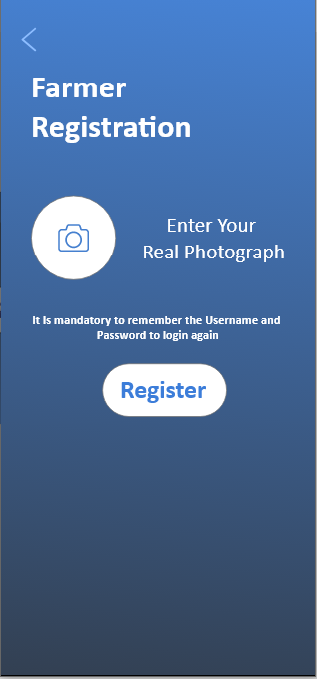 Farmer
Registration
Enter Your
Real Photograph
It Is mandatory to remember the Username and
Password to login again
Register